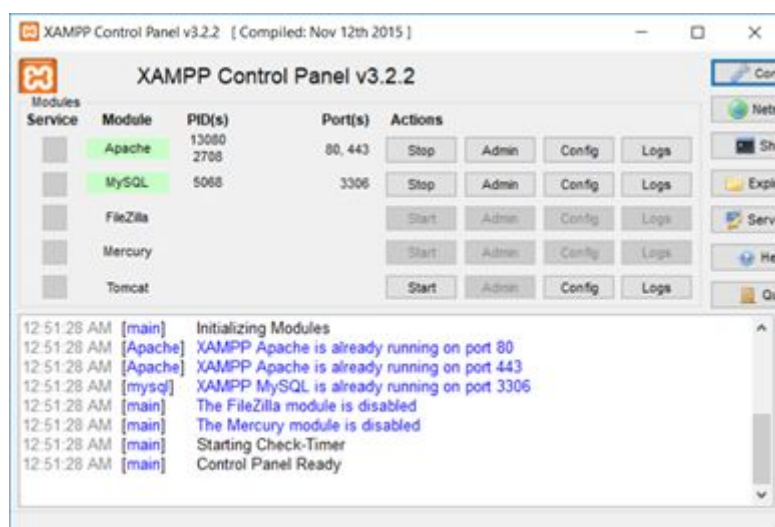 XAMPP Control Panel v3.2.2 [ Compiled: Nov 12th 2015 ]
XAMPP Control Panel v3.2.2
Modules
Service Module PID(s) Port(s) Actions
Apache 13080 2708 80, 443 Stop Admin Config Logs
MySQL 5068 3306 Stop Admin Config Logs
FileZilla Start Admin Config Logs
Mercury Start Admin Config Logs
Tomcat Start Admin Config Logs
Con
Nets
Sh
Expl
Serv
He
Qu
12:51:28 AM [main] Initializing Modules
12:51:28 AM [Apache] XAMPP Apache is already running on port 80
12:51:28 AM [Apache] XAMPP Apache is already running on port 443
12:51:28 AM [mysql] XAMPP MySQL is already running on port 3306
12:51:28 AM [main] The FileZilla module is disabled
12:51:28 AM [main] The Mercury module is disabled
12:51:28 AM [main] Starting Check-Timer
12:51:28 AM [main] Control Panel Ready